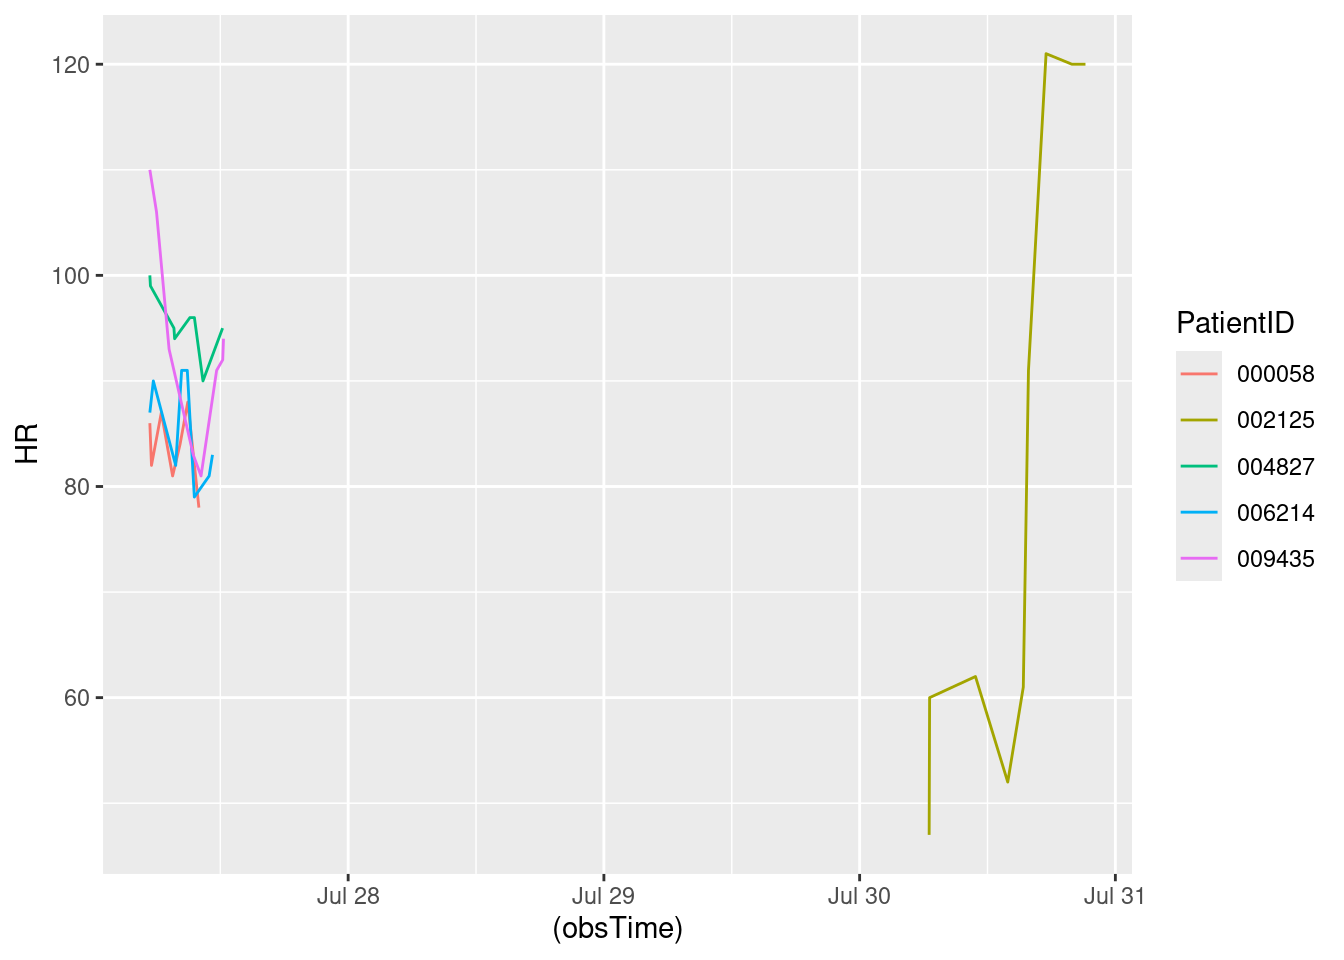 120
100
80
60
HR
Jul 28
Jul 29
Jul 30
Jul 31
(obsTime)
PatientID
000058
002125
004827
006214
009435